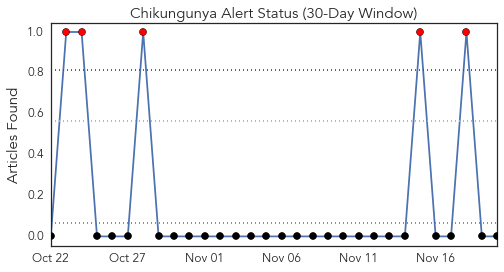 Chikungunya Alert Status (30-Day Window)
Articles Found
1.0
0.8
0.6
0.4
0.2
0.0
Oct 22 Oct 27 Nov 01 Nov 06 Nov 11 Nov 16